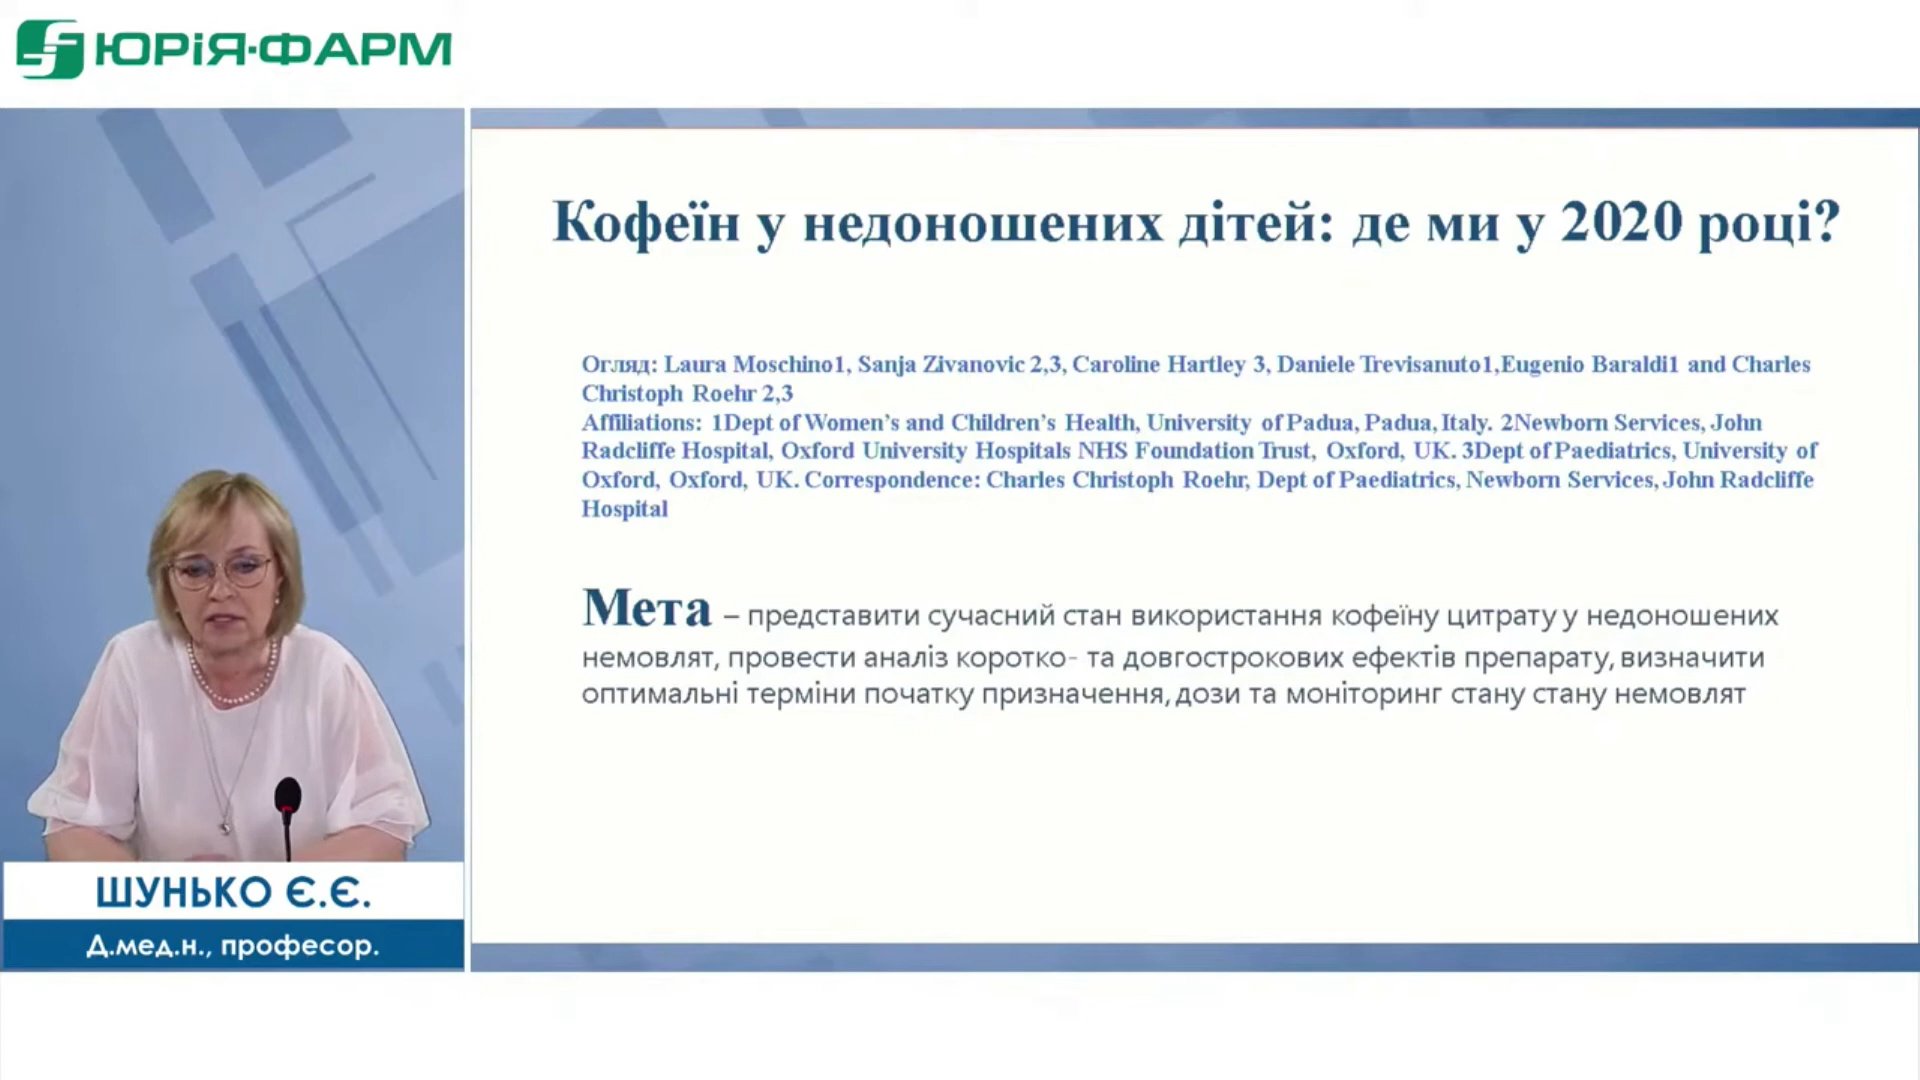 ЮРіЯ·ФАРМ
Кофеїн у недоношених дітей: де ми у 2020 році?
Огляд: Laura Moschino1, Sanja Zivanovic 2,3, Caroline Hartley 3, Daniele Trevisanuto1,Eugenio Baraldi1 and Charles
Christoph Roehr 2,3
Affiliations: 1Dept of Women’s and Children’s Health, University of Padua, Padua, Italy. 2Newborn Services, John
Radcliffe Hospital, Oxford University Hospitals NHS Foundation Trust, Oxford, UK. 3Dept of Paediatrics, University of
Oxford, Oxford, UK. Correspondence: Charles Christoph Roehr, Dept of Paediatrics, Newborn Services, John Radcliffe
Hospital
Мета – представити сучасний стан використання кофеїну цитрату у недоношених
немовлят, провести аналіз коротко- та довгострокових ефектів препарату, визначити
оптимальні терміни початку призначення, дози та моніторинг стану стану немовлят
ШУНЬКО Є.Є.
Д.мед.н., професор.